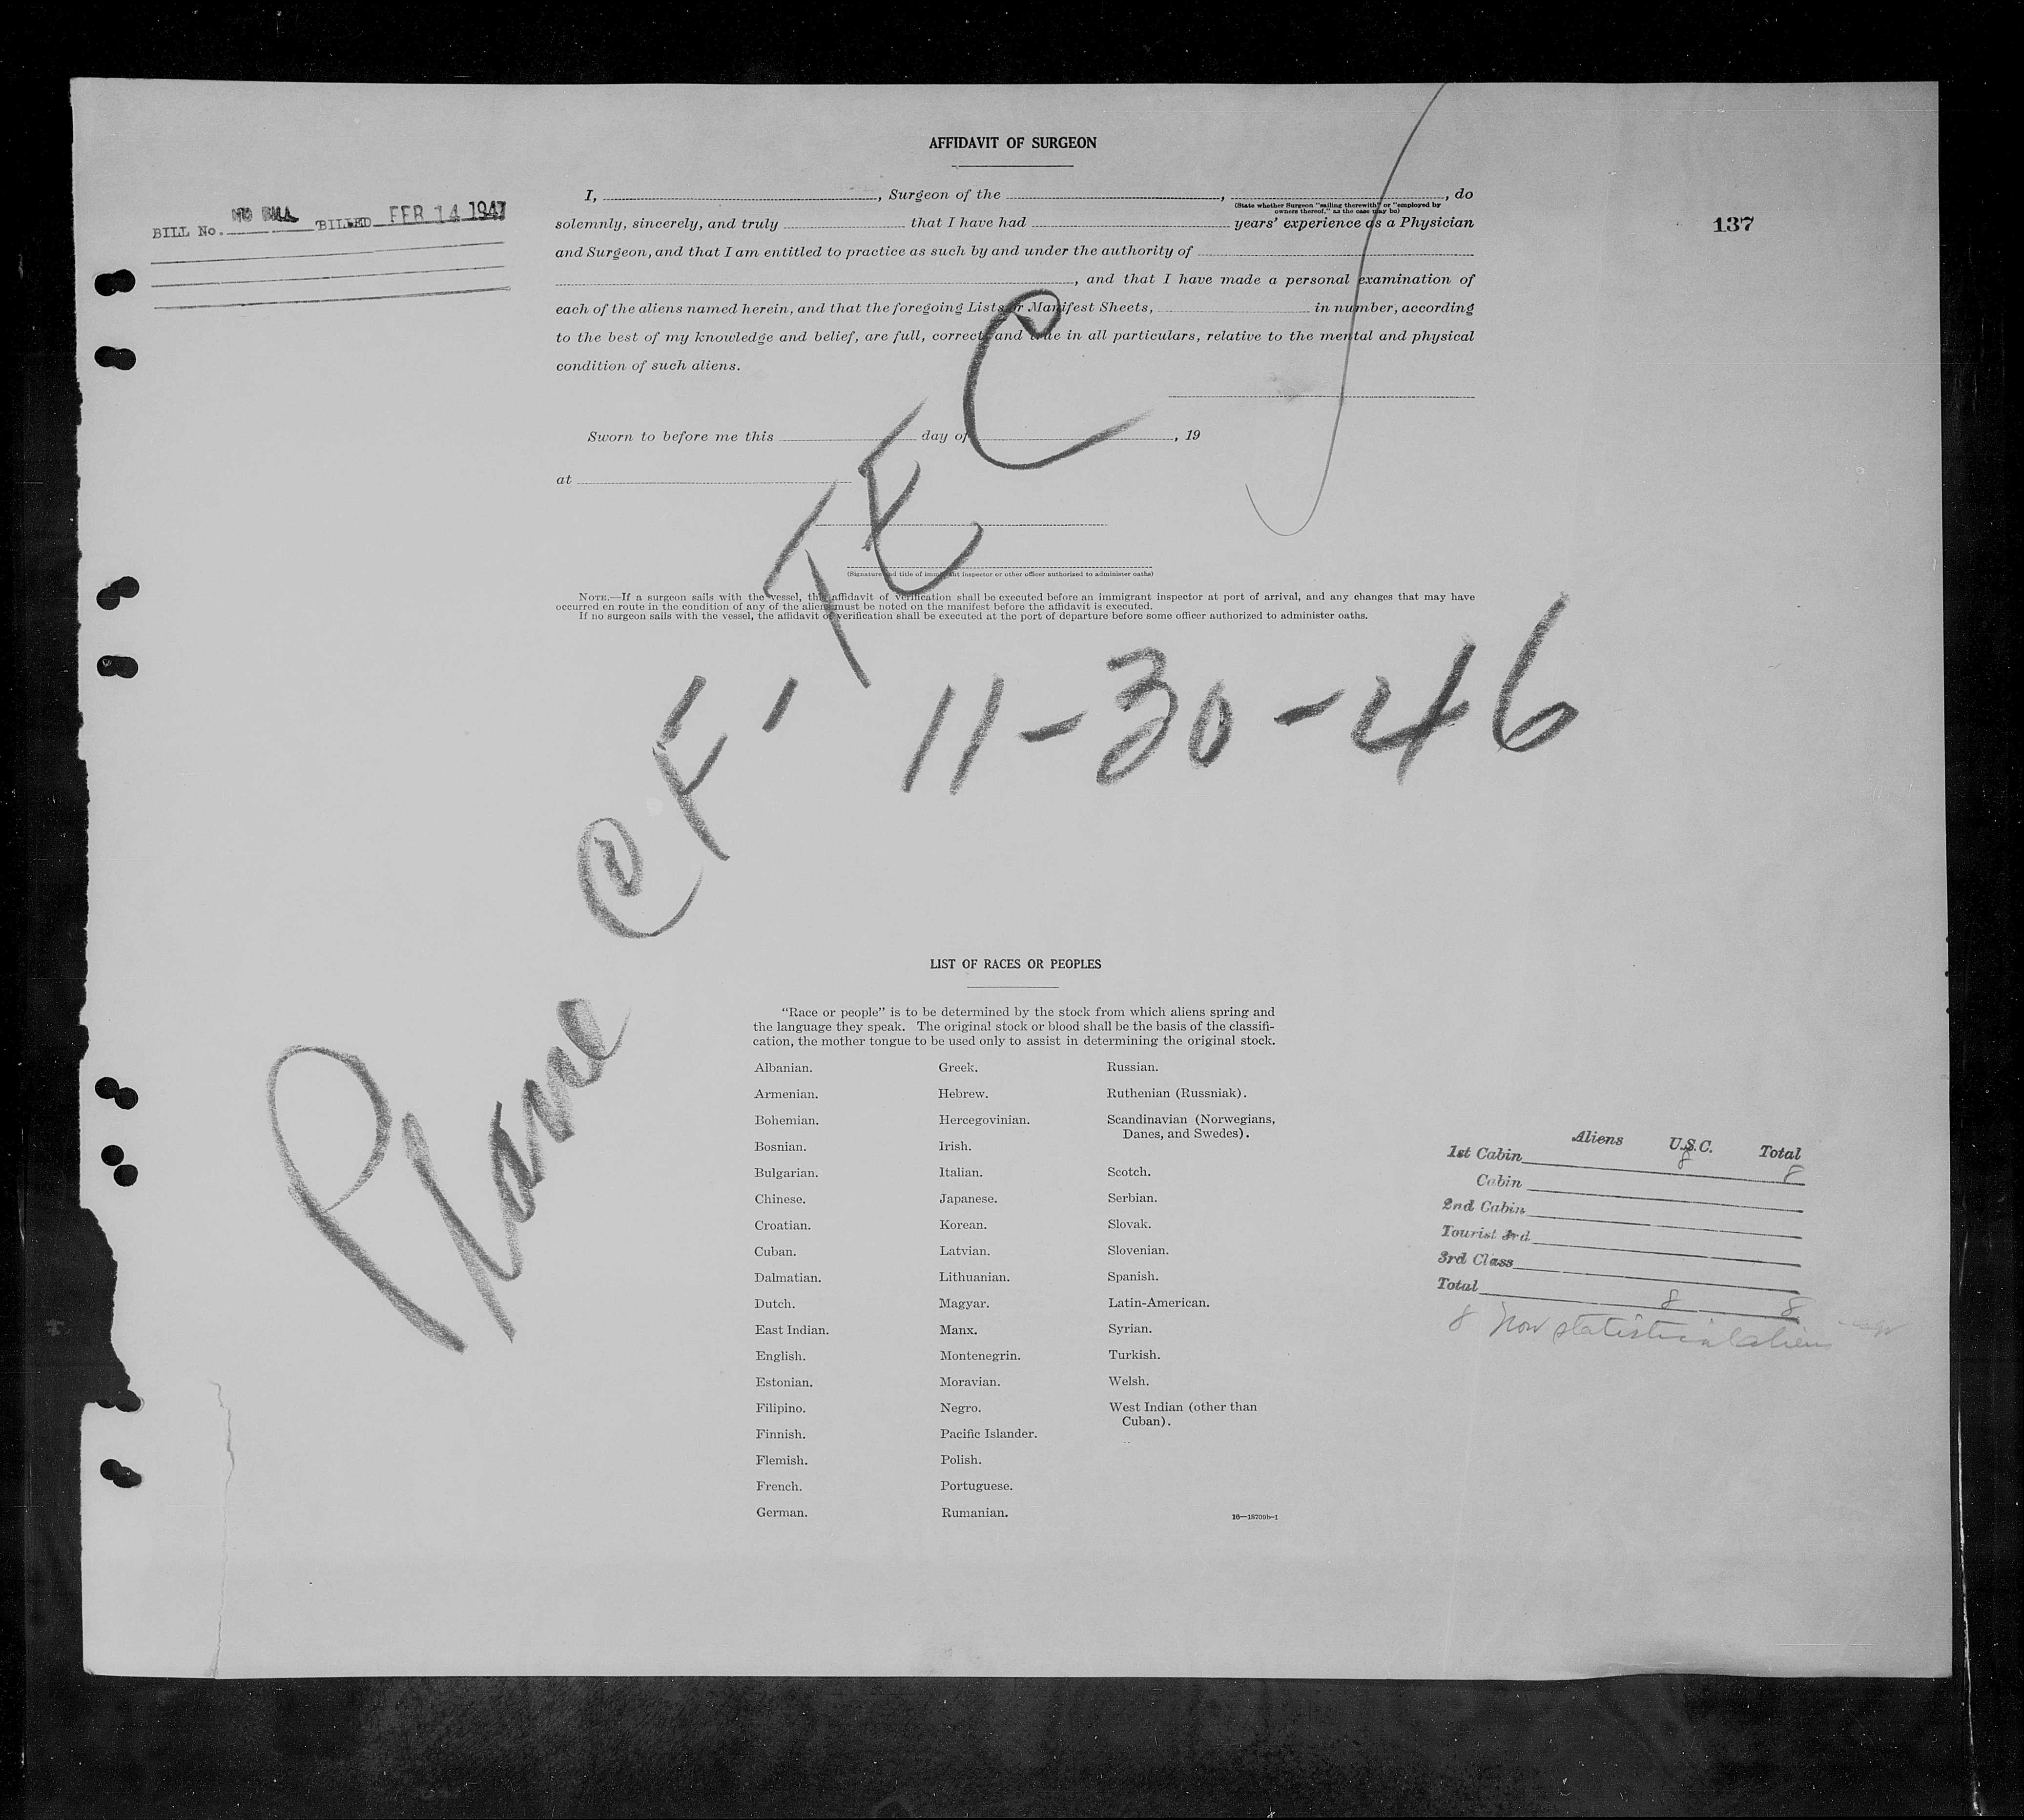 AFFIDAVIT OF SURGEON
BILL No. NO BILL BILLED FEB 14 1947
137
I, , Surgeon of the , , do
(State whether Surgeon "sailing therewith" or "employed by
owners thereof," as the case may be)
solemnly, sincerely, and truly that I have had years' experience as a Physician
and Surgeon, and that I am entitled to practice as such by and under the authority of
, and that I have made a personal examination of
each of the aliens named herein, and that the foregoing Lists or Manifest Sheets, in number, according
to the best of my knowledge and belief, are full, correct, and true in all particulars, relative to the mental and physical
condition of such aliens.
Sworn to before me this day of , 19
at
(Signature and title of immigrant inspector or other officer authorized to administer oaths)
NOTE.—If a surgeon sails with the vessel, this affidavit of verification shall be executed before an immigrant inspector at port of arrival, and any changes that may have
occurred en route in the condition of any of the aliens must be noted on the manifest before the affidavit is executed.
If no surgeon sails with the vessel, the affidavit of verification shall be executed at the port of departure before some officer authorized to administer oaths.
Plane CF-TEC
11-30-46
LIST OF RACES OR PEOPLES
"Race or people" is to be determined by the stock from which aliens spring and
the language they speak. The original stock or blood shall be the basis of the classifi-
cation, the mother tongue to be used only to assist in determining the original stock.
Albanian.
Armenian.
Bohemian.
Bosnian.
Bulgarian.
Chinese.
Croatian.
Cuban.
Dalmatian.
Dutch.
East Indian.
English.
Estonian.
Filipino.
Finnish.
Flemish.
French.
German.
Greek.
Hebrew.
Hercegovinian.
Irish.
Italian.
Japanese.
Korean.
Latvian.
Lithuanian.
Magyar.
Manx.
Montenegrin.
Moravian.
Negro.
Pacific Islander.
Polish.
Portuguese.
Rumanian.
Russian.
Ruthenian (Russniak).
Scandinavian (Norwegians,
Danes, and Swedes).
Scotch.
Serbian.
Slovak.
Slovenian.
Spanish.
Latin-American.
Syrian.
Turkish.
Welsh.
West Indian (other than
Cuban).
16—18709b-1
Aliens U.S.C. Total
1st Cabin 8 8
Cabin
2nd Cabin
Tourist 3rd
3rd Class
Total 8 8
8 Non statistical aliens